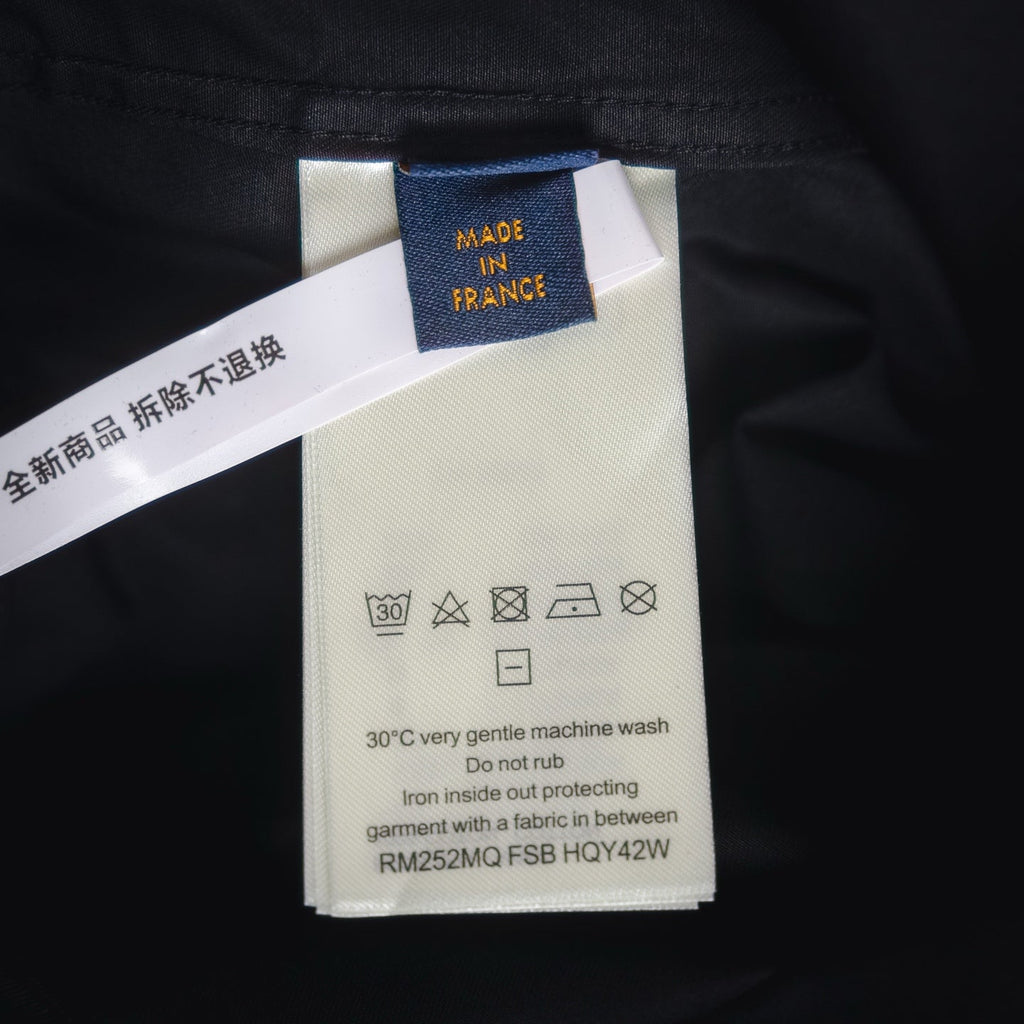 MADE
IN
FRANCE
全新商品 拆除不退换
30
30°C very gentle machine wash
Do not rub
Iron inside out protecting
garment with a fabric in between
RM252MQ FSB HQY42W